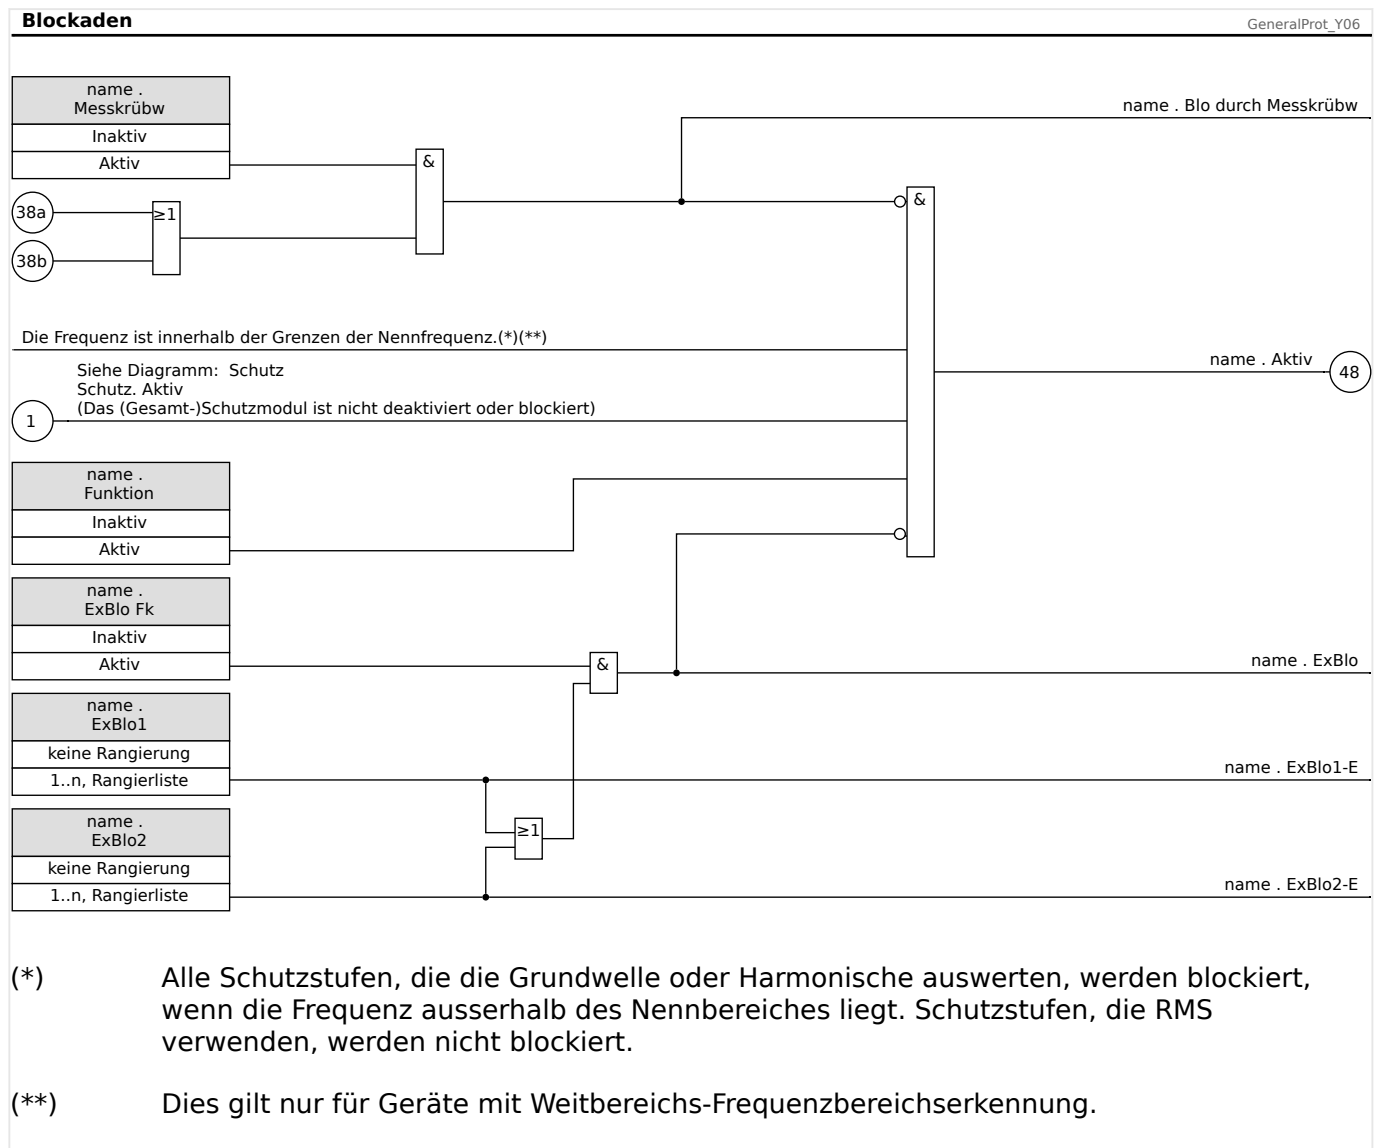 Blockaden
GeneralProt_Y06
name .
Messkrübw
Inaktiv
Aktiv
name . Blo durch Messkrübw
&
&
38a
≥1
38b
Die Frequenz ist innerhalb der Grenzen der Nennfrequenz.(*)(**)
name . Aktiv
48
Siehe Diagramm:  Schutz
Schutz. Aktiv
(Das (Gesamt-)Schutzmodul ist nicht deaktiviert oder blockiert)
1
name .
Funktion
Inaktiv
Aktiv
name .
ExBlo Fk
Inaktiv
Aktiv
&
name . ExBlo
name .
ExBlo1
keine Rangierung
1..n, Rangierliste
name . ExBlo1-E
≥1
name .
ExBlo2
keine Rangierung
1..n, Rangierliste
name . ExBlo2-E
(*) Alle Schutzstufen, die die Grundwelle oder Harmonische auswerten, werden blockiert,
wenn die Frequenz ausserhalb des Nennbereiches liegt. Schutzstufen, die RMS
verwenden, werden nicht blockiert.
(**) Dies gilt nur für Geräte mit Weitbereichs-Frequenzbereichserkennung.